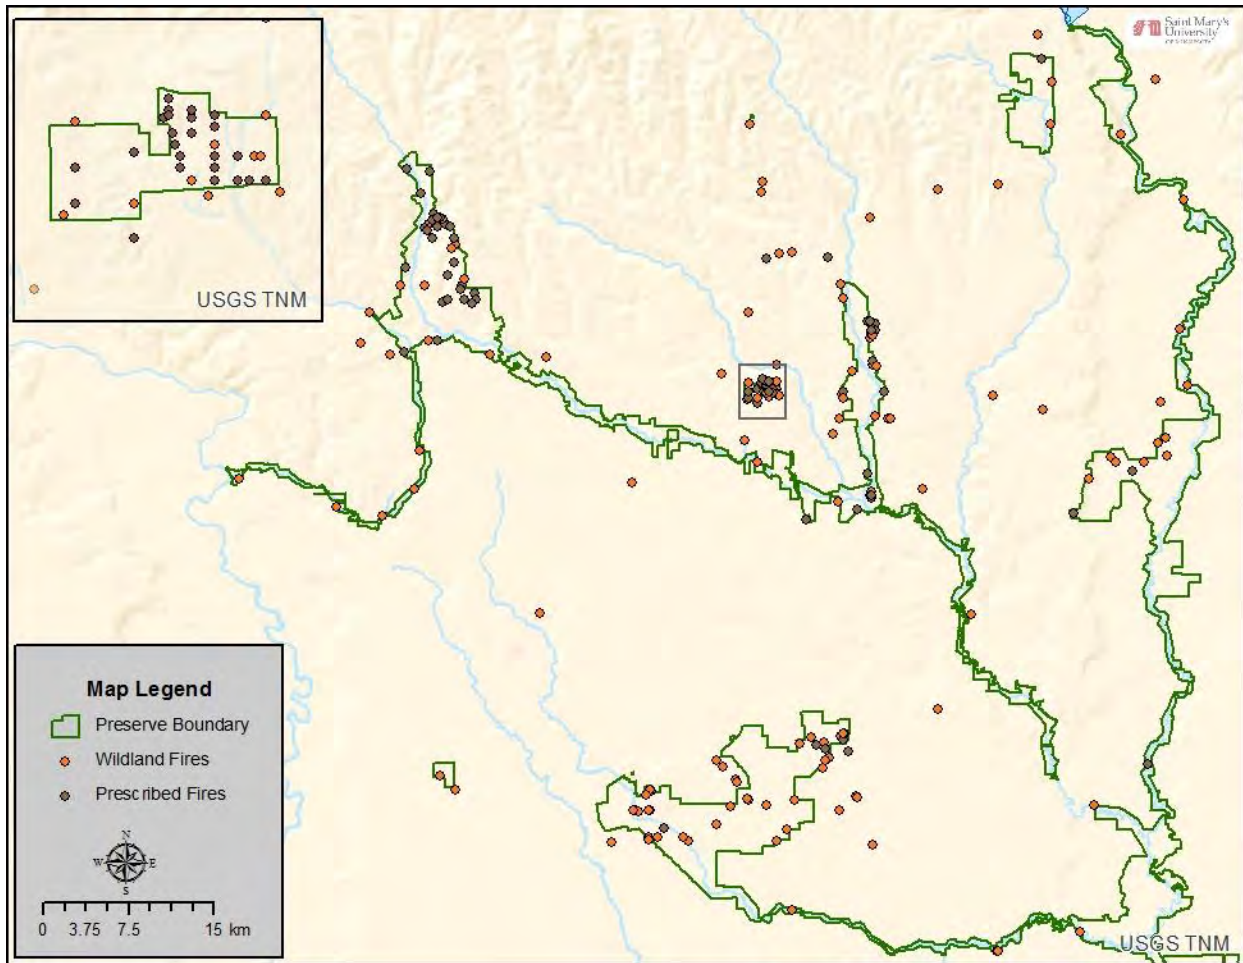 Saint Mary's
University
USGS TNM
Map Legend
Preserve Boundary
Wildland Fires
Prescribed Fires
N
W E
S
0 3.75 7.5 15 km
USGS TNM